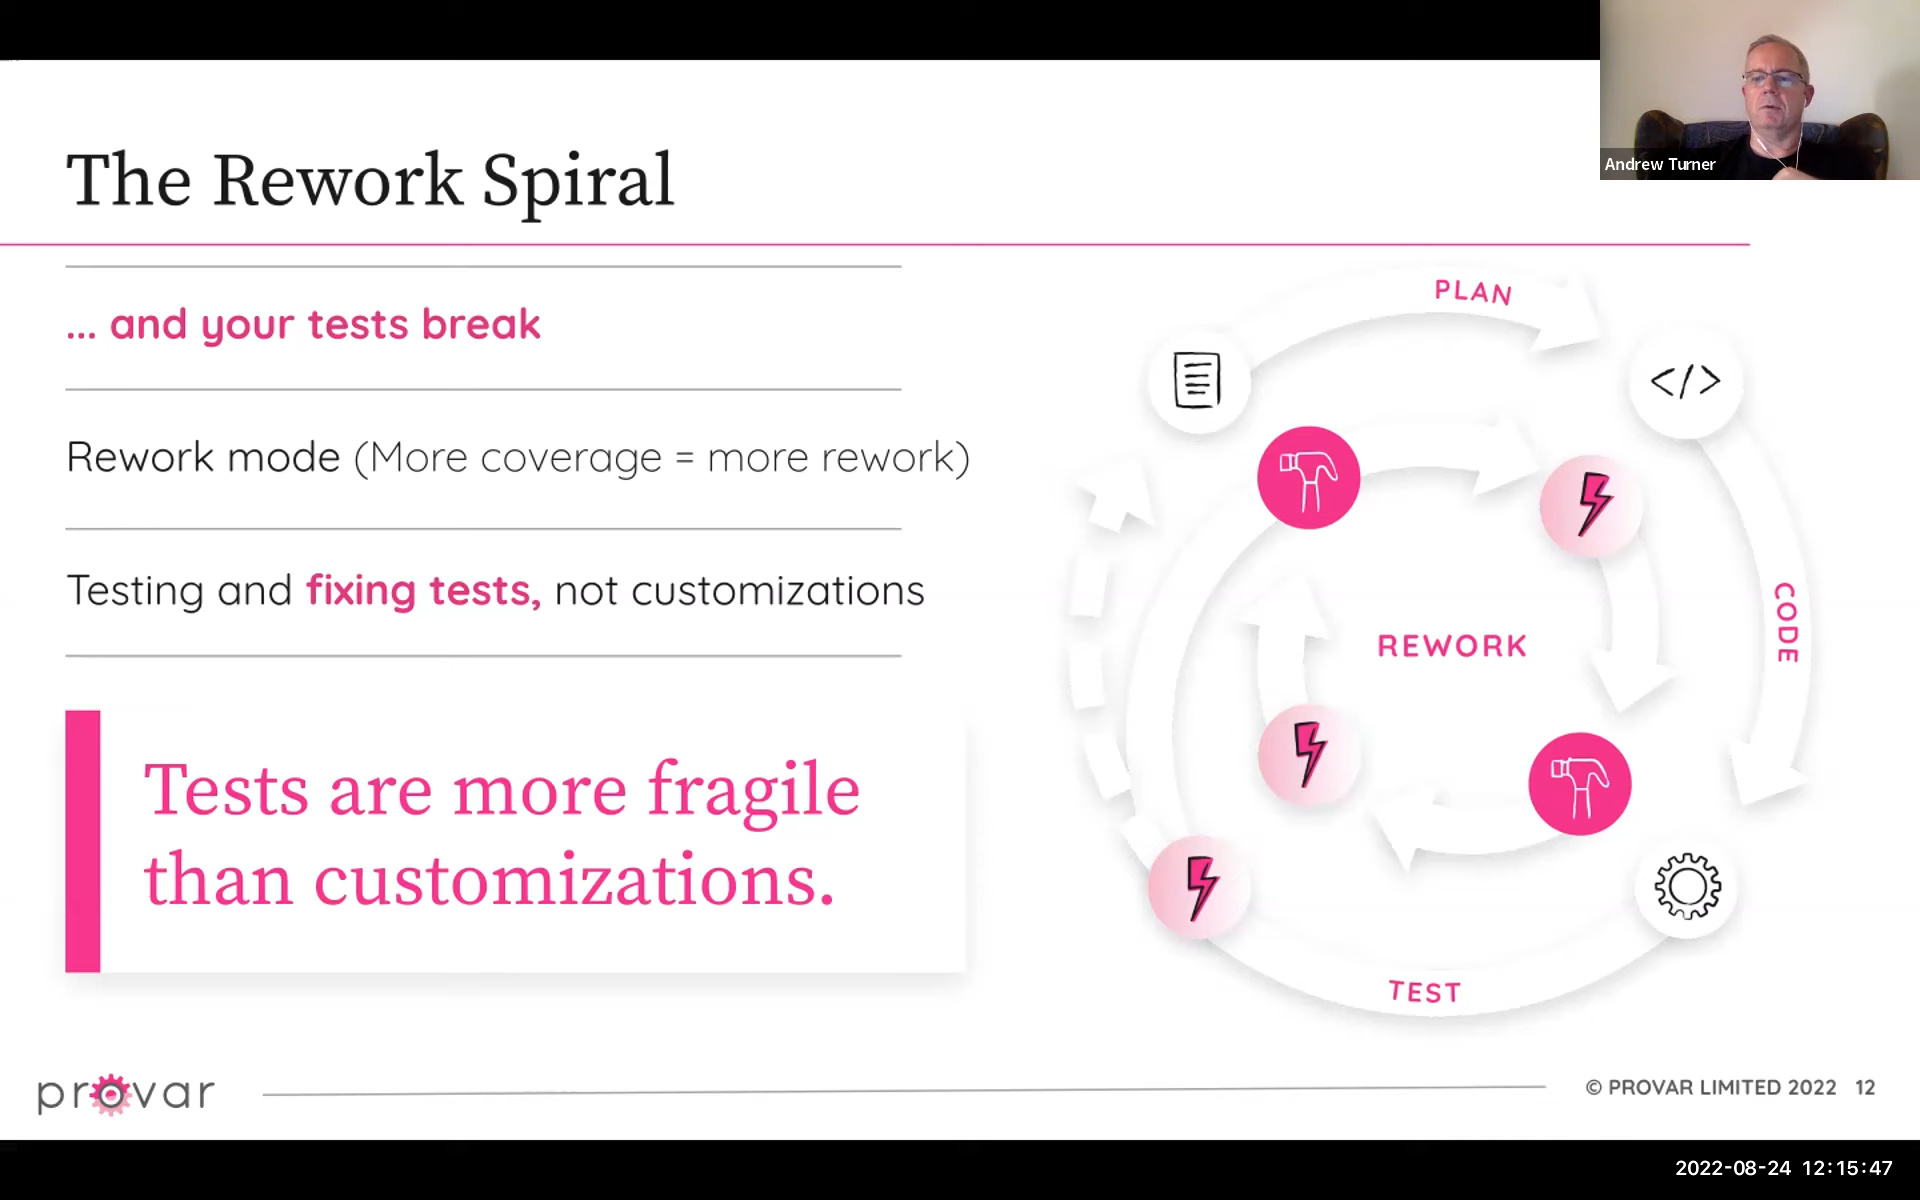 Andrew Turner
The Rework Spiral
... and your tests break
Rework mode (More coverage = more rework)
Testing and fixing tests, not customizations
Tests are more fragile
than customizations.
PLAN
</>
CODE
REWORK
TEST
provar
© PROVAR LIMITED 2022 12
2022-08-24 12:15:47